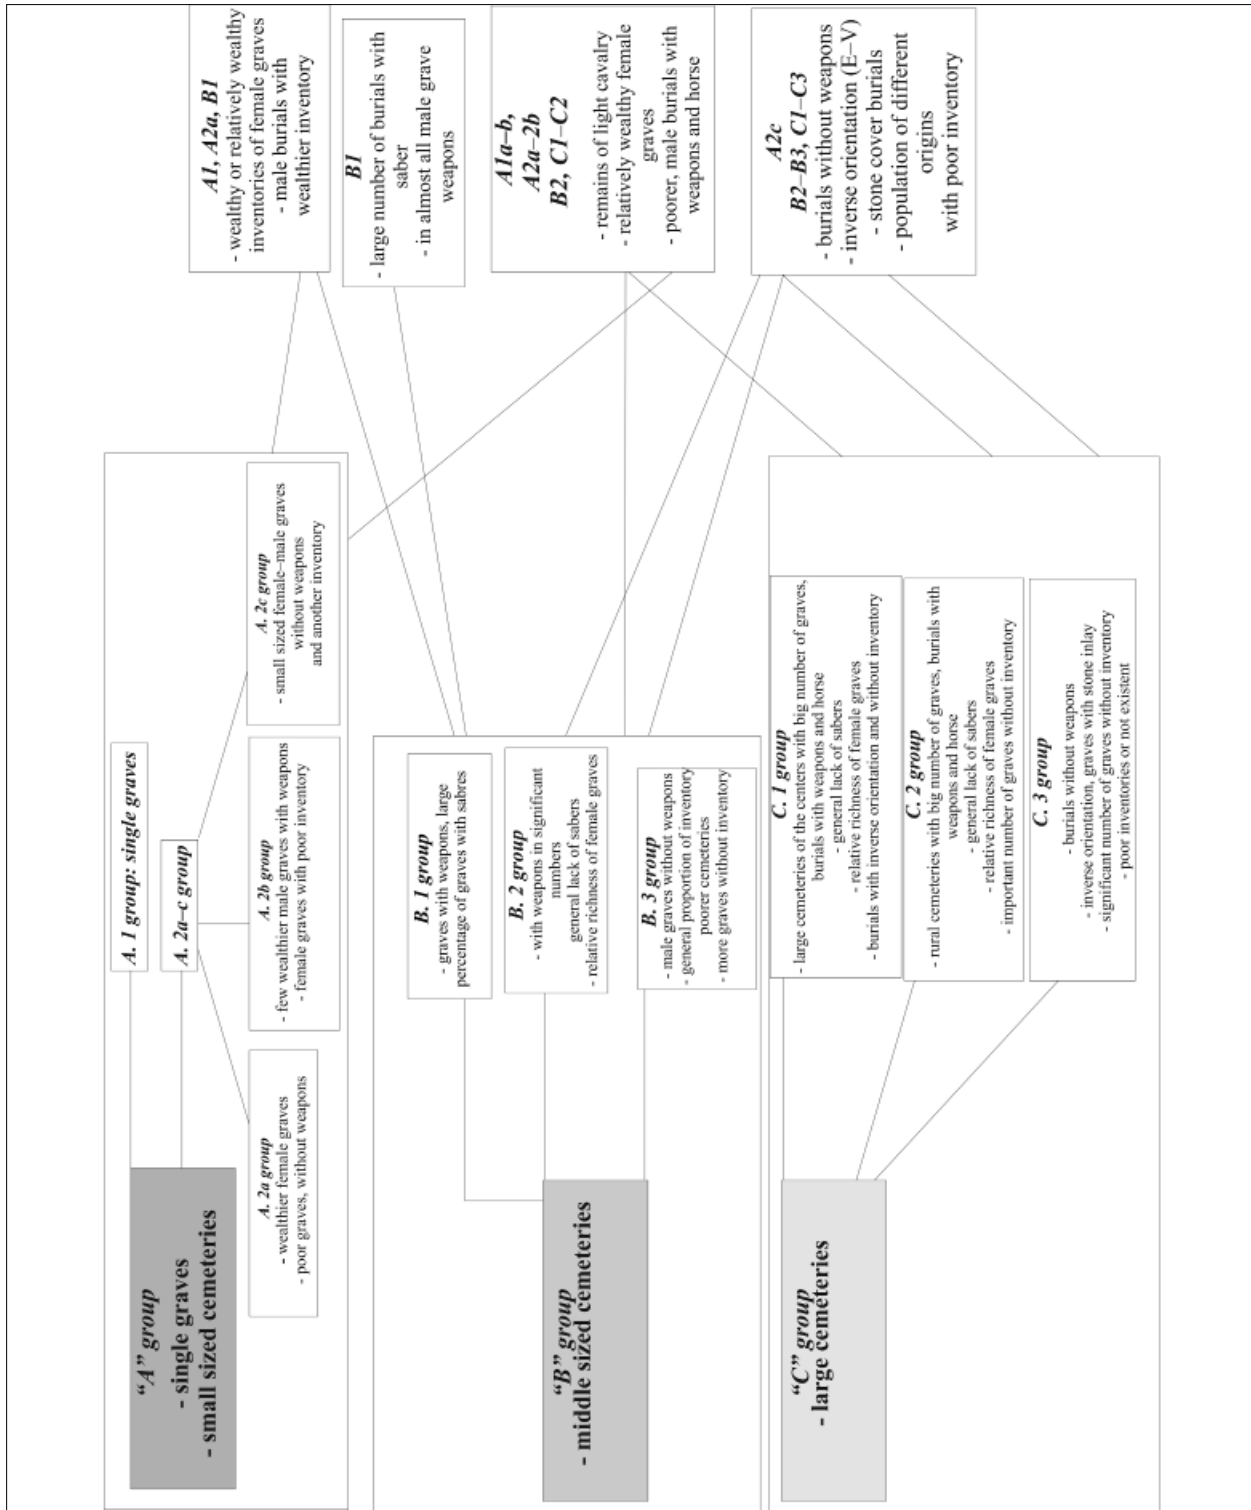 “A” group
- single graves
- small sized cemeteries
A. 1 group: single graves
A. 2a–c group
A. 2a group
- wealthier female graves
- poor graves, without weapons
A. 2b group
- few wealthier male graves with weapons
- female graves with poor inventory
A. 2c group
- small sized female–male graves
without weapons
and another inventory
“B” group
- middle sized cemeteries
B. 1 group
- graves with weapons, large
percentage of graves with sabres
B. 2 group
- with weapons in significant
numbers
general lack of sabers
- relative richness of female graves
B. 3 group
- male graves without weapons
- general proportion of inventory
poorer cemeteries
- more graves without inventory
“C” group
- large cemeteries
C. 1 group
- large cemeteries of the centers with big number of graves,
burials with weapons and horse
- general lack of sabers
- relative richness of female graves
- burials with inverse orientation and without inventory
C. 2 group
- rural cemeteries with big number of graves, burials with
weapons and horse
- general lack of sabers
- relative richness of female graves
- important number of graves without inventory
C. 3 group
- burials without weapons
- inverse orientation, graves with stone inlay
- significant number of graves without inventory
- poor inventories or not existent
A1, A2a, B1
- wealthy or relatively wealthy
inventories of female graves
- male burials with
wealthier inventory
B1
- large number of burials with
saber
- in almost all male grave
weapons
A1a–b,
A2a–2b
B2, C1–C2
- remains of light cavalry
- relatively wealthy female
graves
- poorer, male burials with
weapons and horse
A2c
B2–B3, C1–C3
- burials without weapons
- inverse orientation (E–V)
- stone cover burials
- population of different
origins
with poor inventory